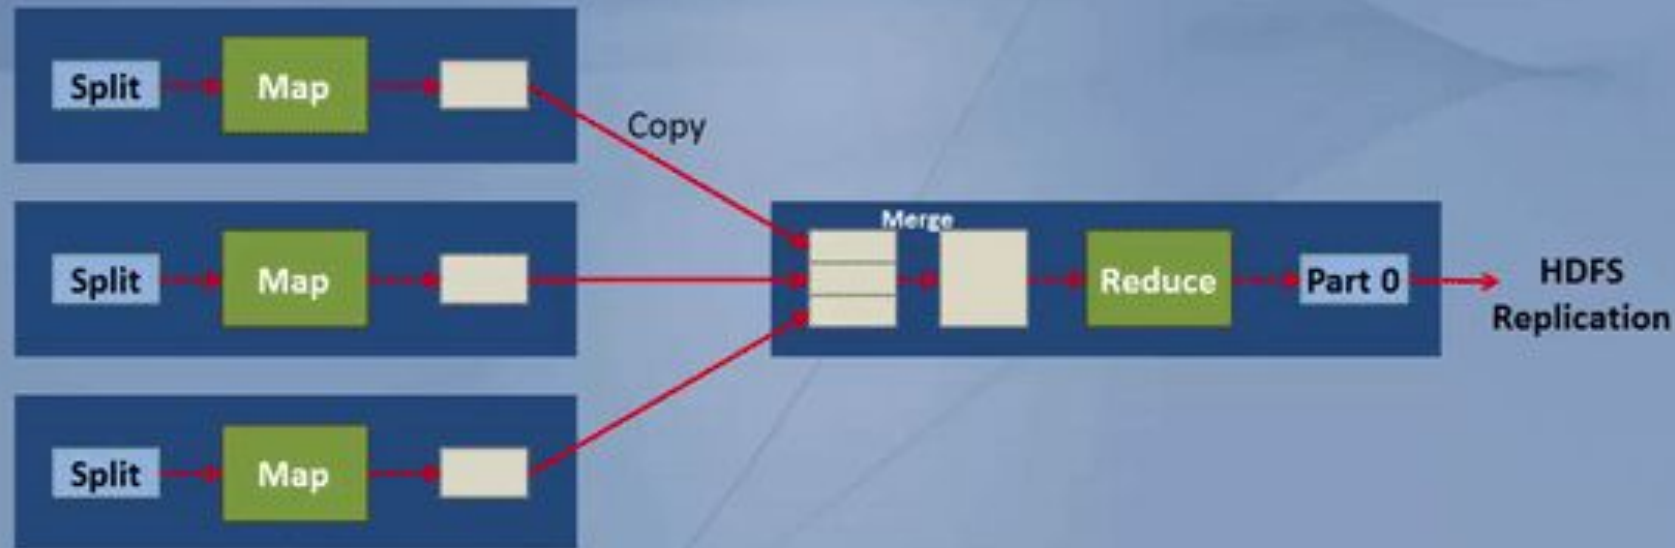 Split
Map
Copy
Split
Map
Merge
Reduce
Part 0
HDFS
Replication
Split
Map